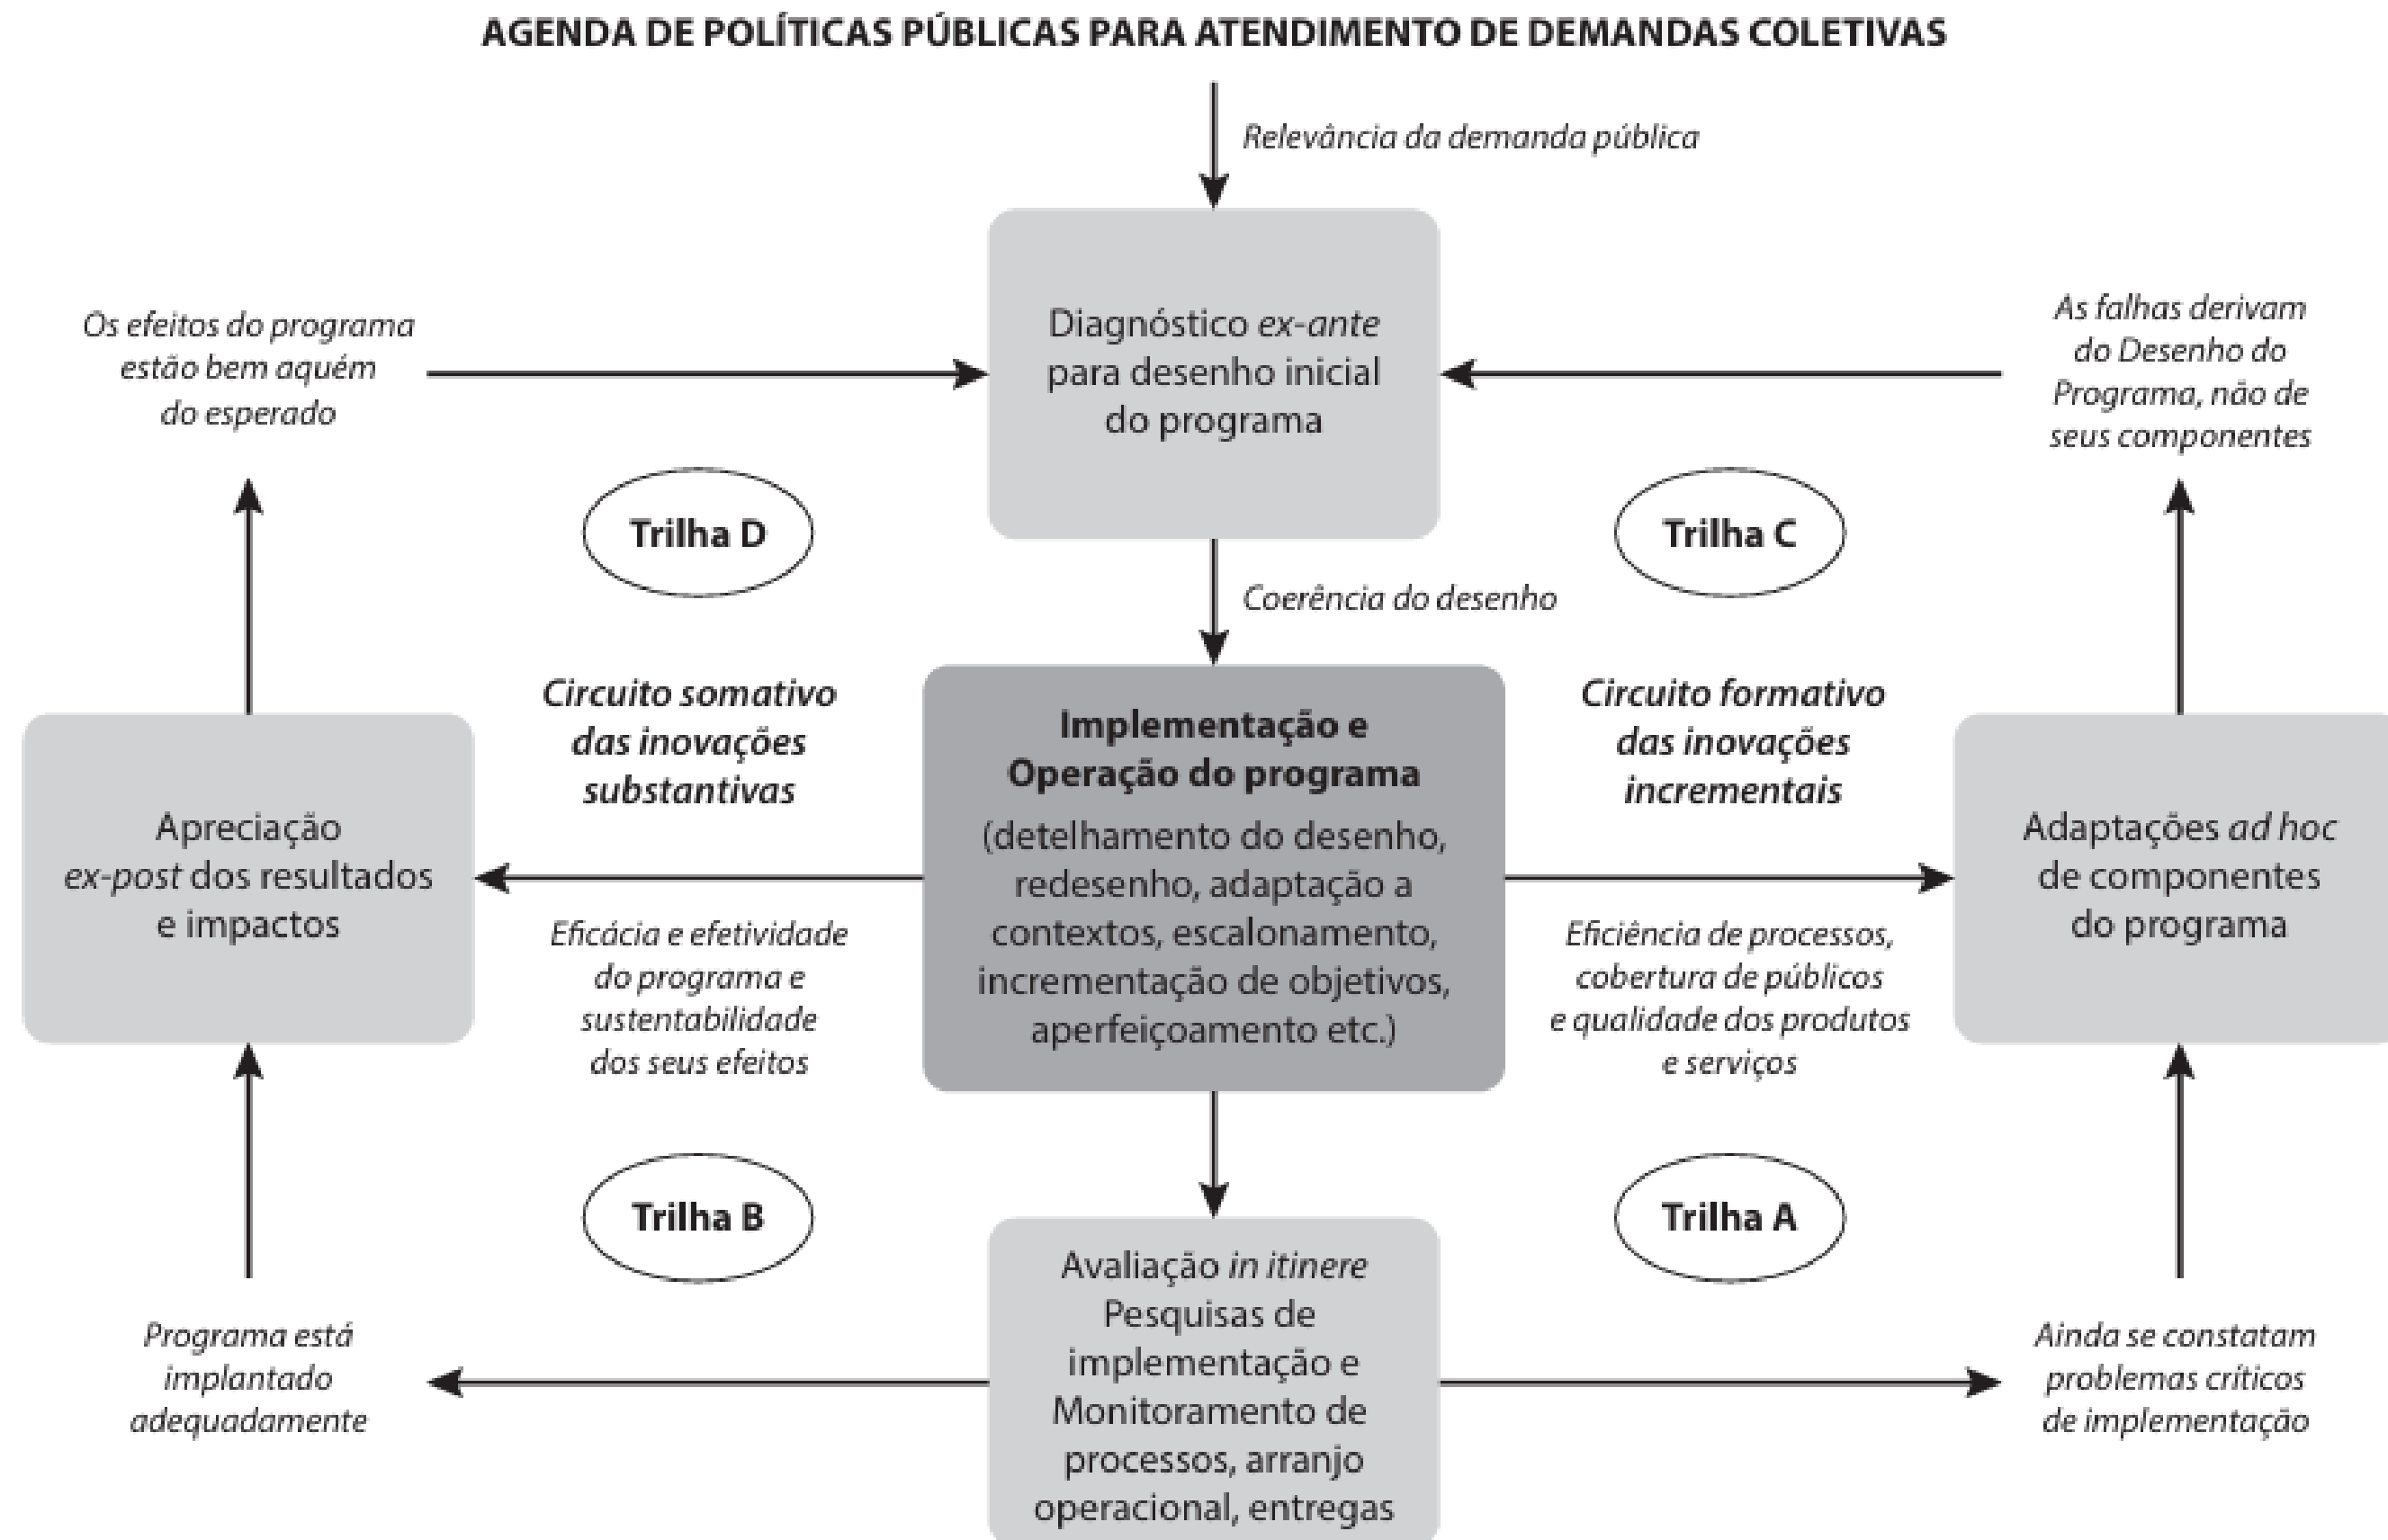 AGENDA DE POLÍTICAS PÚBLICAS PARA ATENDIMENTO DE DEMANDAS COLETIVAS
Relevância da demanda pública
Diagnóstico ex-ante
para desenho inicial
do programa
Os efeitos do programa
estão bem aquém
do esperado
As falhas derivam
do Desenho do
Programa, não de
seus componentes
Trilha D
Trilha C
Coerência do desenho
Circuito somativo
das inovações
substantivas
Implementação e
Operação do programa
(detelhamento do desenho,
redesenho, adaptação a
contextos, escalonamento,
incrementação de objetivos,
aperfeiçoamento etc.)
Circuito formativo
das inovações
incrementais
Apreciação
ex-post dos resultados
e impactos
Adaptações ad hoc
de componentes
do programa
Eficácia e efetividade
do programa e
sustentabilidade
dos seus efeitos
Eficiência de processos,
cobertura de públicos
e qualidade dos produtos
e serviços
Trilha B
Trilha A
Avaliação in itinere
Pesquisas de
implementação e
Monitoramento de
processos, arranjo
operacional, entregas
Programa está
implantado
adequadamente
Ainda se constatam
problemas críticos
de implementação